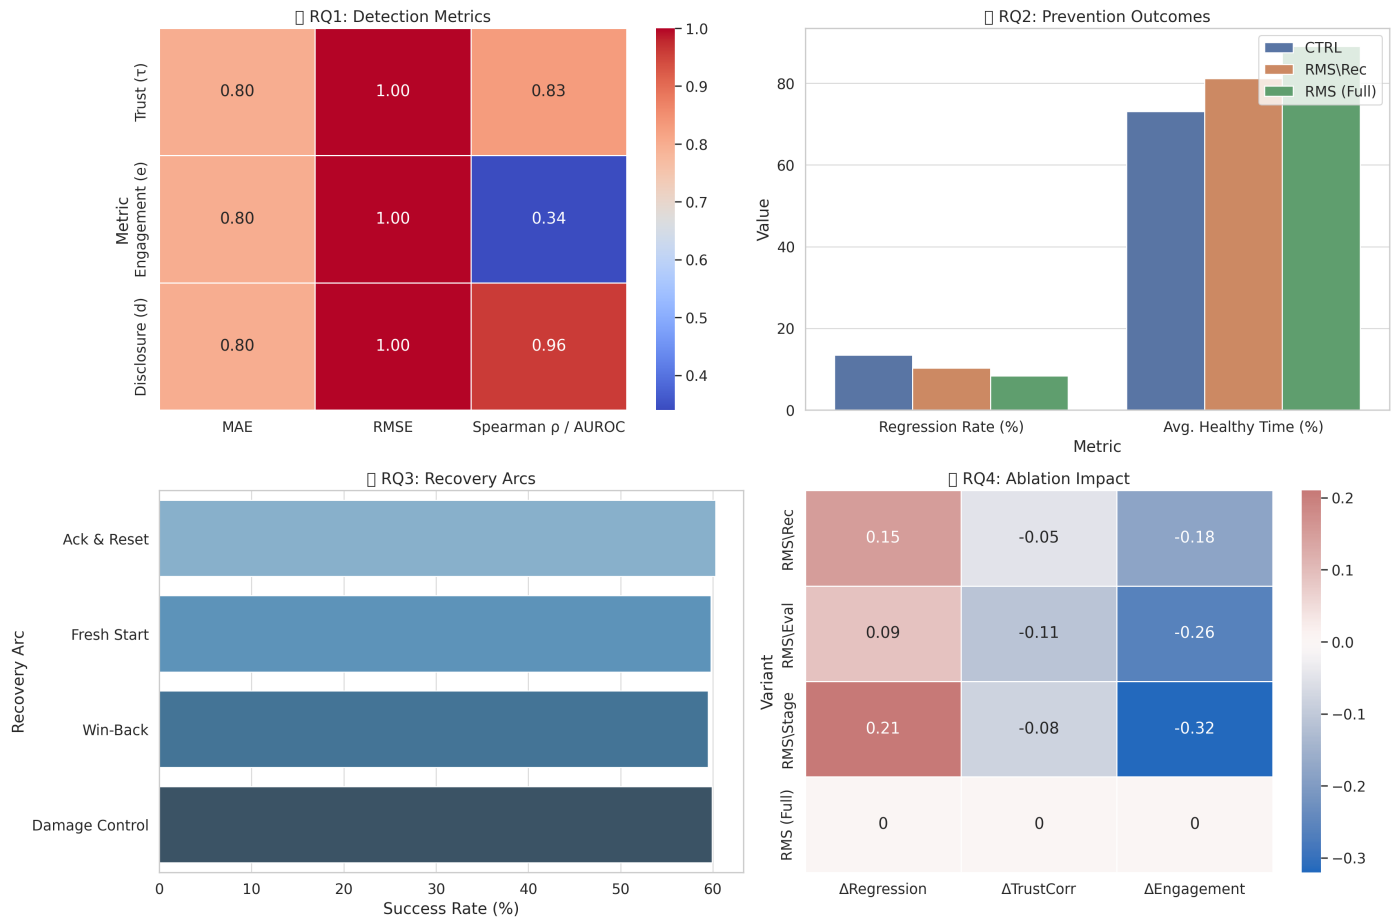 ▯ RQ1: Detection Metrics
Metric
Trust (τ)
Engagement (e)
Disclosure (d)
0.80 1.00 0.83
0.80 1.00 0.34
0.80 1.00 0.96
MAE RMSE Spearman ρ / AUROC
1.0
0.9
0.8
0.7
0.6
0.5
0.4
▯ RQ2: Prevention Outcomes
CTRL
RMS\Rec
RMS (Full)
Value
80
60
40
20
0
Regression Rate (%) Avg. Healthy Time (%)
Metric
▯ RQ3: Recovery Arcs
Recovery Arc
Ack & Reset
Fresh Start
Win-Back
Damage Control
0 10 20 30 40 50 60
Success Rate (%)
▯ RQ4: Ablation Impact
Variant
RMS\Rec
RMS\Eval
RMS\Stage
RMS (Full)
0.15 -0.05 -0.18
0.09 -0.11 -0.26
0.21 -0.08 -0.32
0 0 0
ΔRegression ΔTrustCorr ΔEngagement
0.2
0.1
0.0
−0.1
−0.2
−0.3